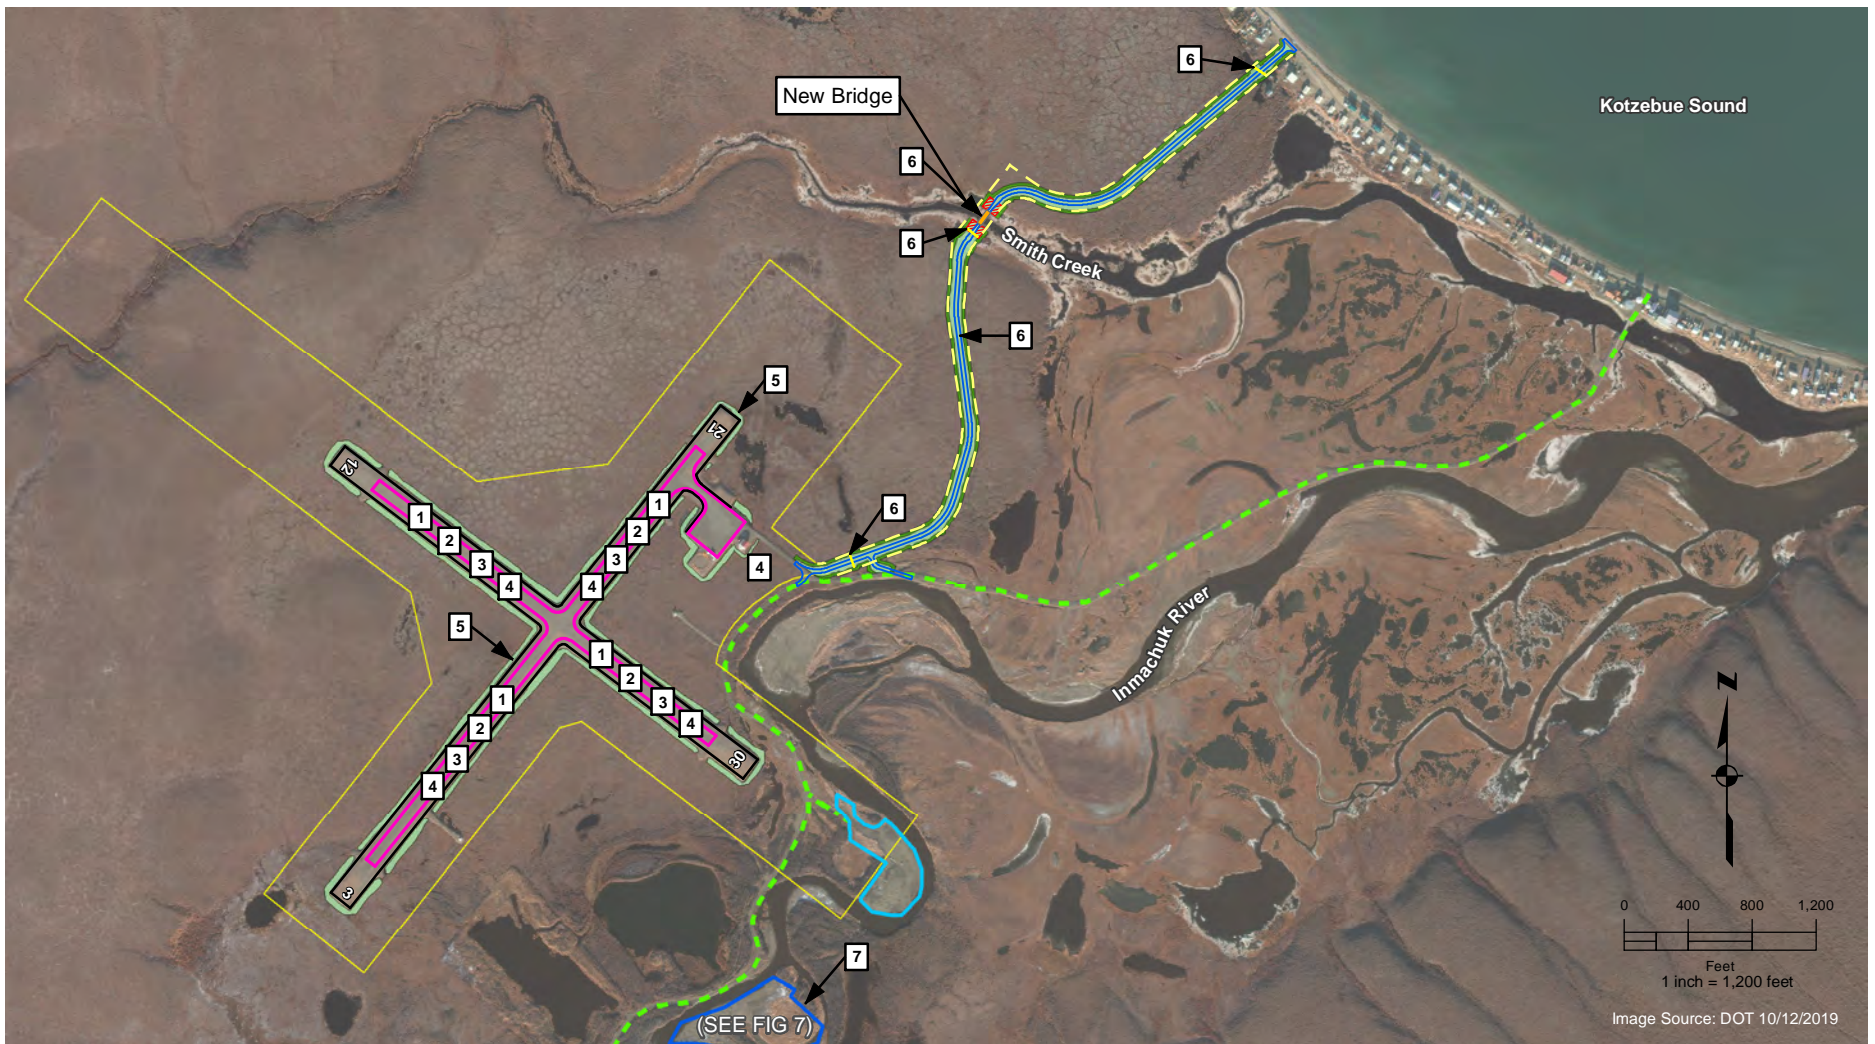 6
Kotzebue Sound
New Bridge
6
6
Smith Creek
6
5
21
12
1
1
2
2
3
3
4
4
6
4
5
1
2
3
4
1
2
3
4
30
3
Inmachuk River
7
(SEE FIG 7)
N
0 400 800 1,200
Feet
1 inch = 1,200 feet
Image Source: DOT 10/12/2019